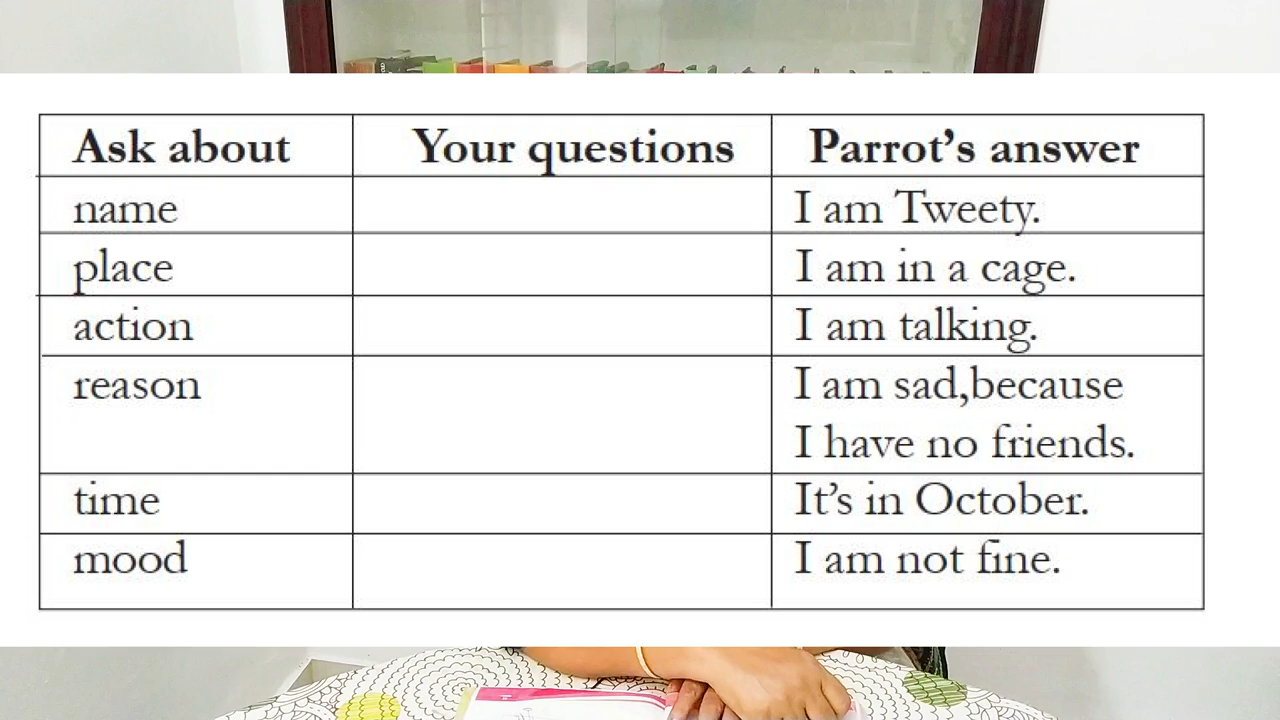 Ask about Your questions Parrot's answer
name I am Tweety.
place I am in a cage.
action I am talking.
reason I am sad,because
I have no friends.
time It's in October.
mood I am not fine.